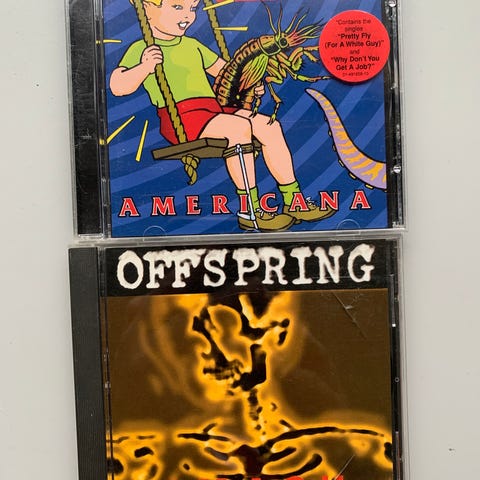 "Contains the
singles
"Pretty Fly
(For A White Guy)"
and
"Why Don't You
Get A Job?"
AMERICANA
OFFSPRING